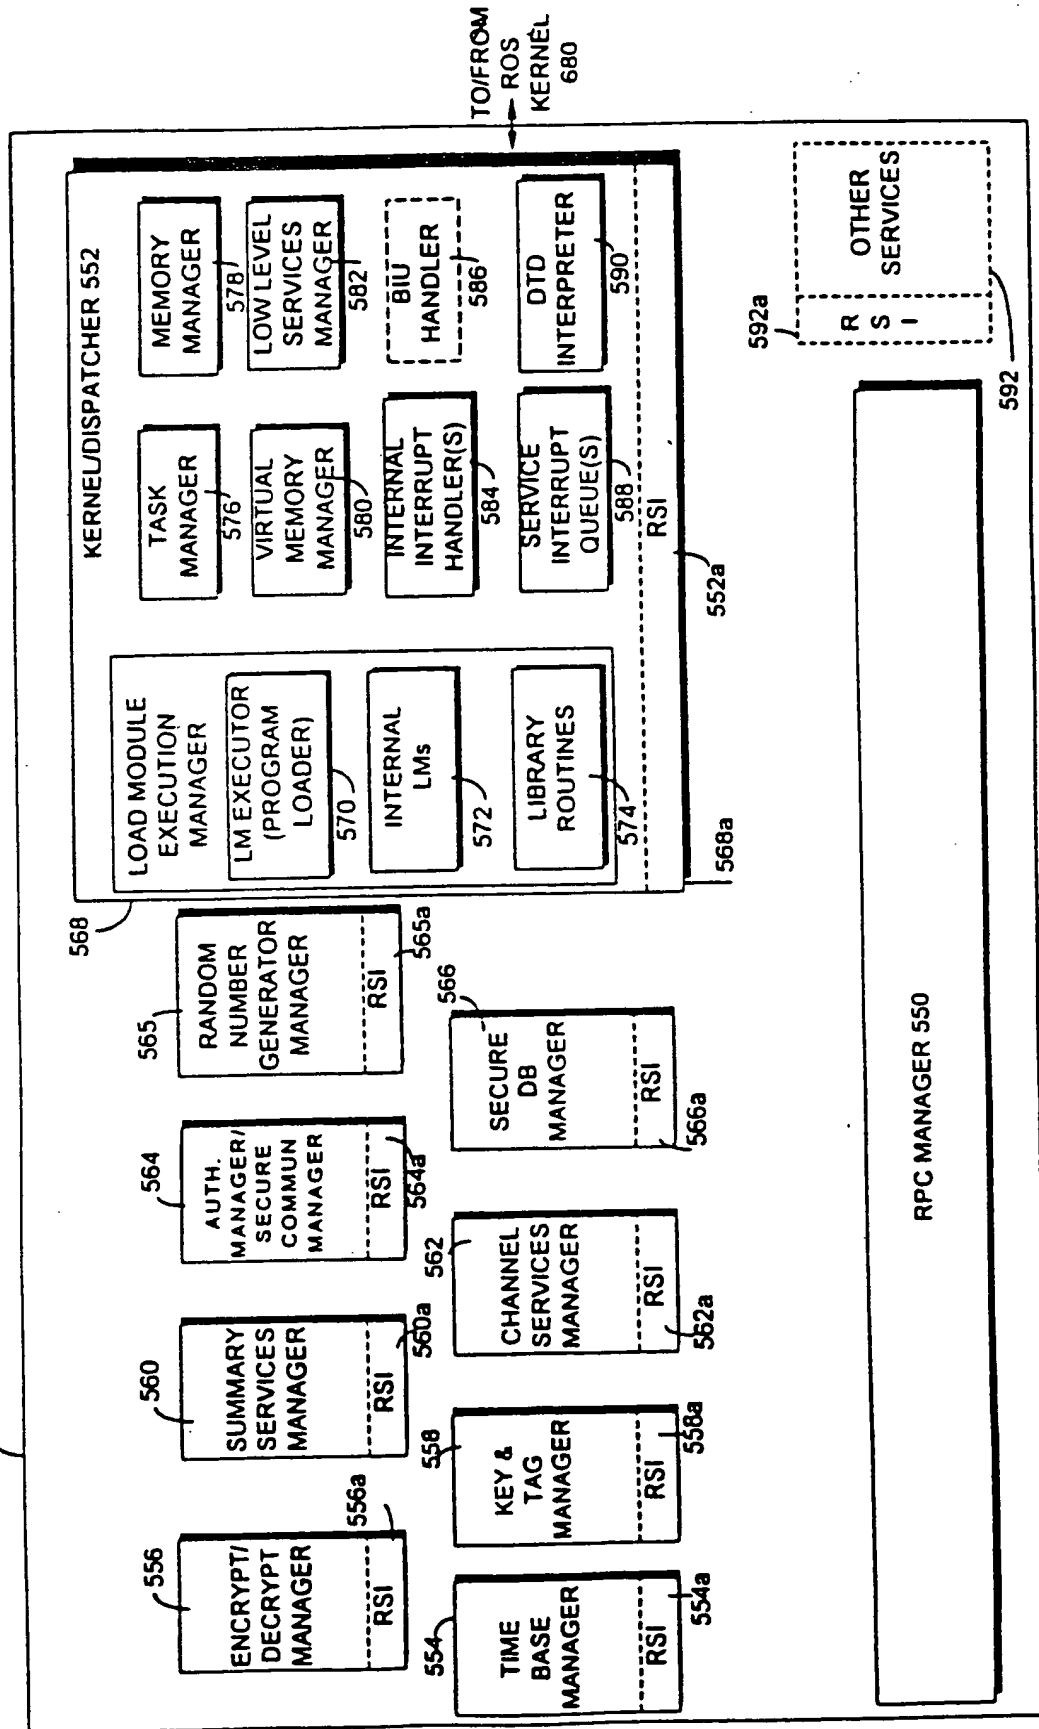 556
ENCRYPT/
DECRYPT
MANAGER
RSI
556a
560
SUMMARY
SERVICES
MANAGER
RSI
560a
564
AUTH.
MANAGER/
SECURE
COMMUN
MANAGER
RSI
564a
565
RANDOM
NUMBER
GENERATOR
MANAGER
RSI
565a
554
TIME
BASE
MANAGER
RSI
554a
558
KEY &
TAG
MANAGER
RSI
558a
562
CHANNEL
SERVICES
MANAGER
RSI
562a
566
SECURE
DB
MANAGER
RSI
566a
KERNEL/DISPATCHER 552
568
LOAD MODULE
EXECUTION
MANAGER
LM EXECUTOR
(PROGRAM
LOADER)
570
INTERNAL
LMs
572
LIBRARY
ROUTINES
574
568a
TASK
MANAGER
576
MEMORY
MANAGER
578
VIRTUAL
MEMORY
MANAGER
580
LOW LEVEL
SERVICES
MANAGER
582
INTERNAL
INTERRUPT
HANDLER(S)
584
BIU
HANDLER
586
SERVICE
INTERRUPT
QUEUE(S)
588
DTD
INTERPRETER
590
RSI
552a
TO/FROM
ROS
KERNEL
680
592a
RSI
OTHER
SERVICES
592
RPC MANAGER 550